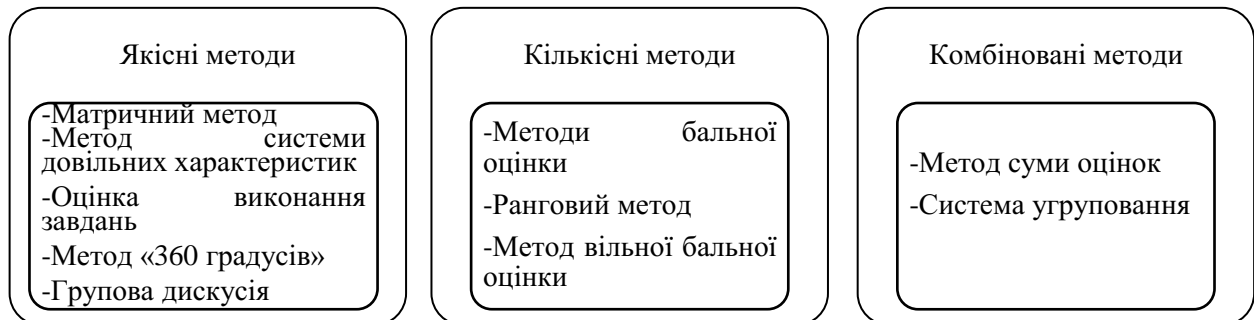 Якісні методи
-Матричний метод
-Метод системи
довільних характеристик
-Оцінка виконання
завдань
-Метод «360 градусів»
-Групова дискусія
Кількісні методи
-Методи бальної
оцінки
-Ранговий метод
-Метод вільної бальної
оцінки
Комбіновані методи
-Метод суми оцінок
-Система угруповання